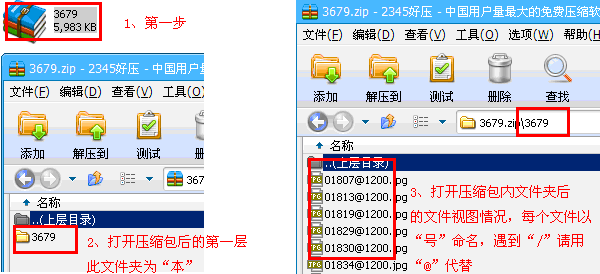 3679
5,983 KB
1、第一步
3679.zip - 2345好压 - 中国用户量
文件(F) 编辑(D) 查看(V) 工具(O)
添加 解压到 测试 删除
3679
名称
..(上层目录)
3679
2、打开压缩包后的第一层
此文件夹为“本”
3679.zip - 2345好压 - 中国用户量最大的免费压缩软
文件(F) 编辑(D) 查看(V) 工具(O) 选项(W) 帮助(H)
添加 解压到 测试 删除 查找
3679.zip\3679
名称
..(上层目录)
01807@1200.jpg
01813@1200.jpg
01819@1200.jpg
01829@1200.jpg
01830@1200.jpg
01834@1200.jpg
3、打开压缩包内文件夹后
的文件视图情况，每个文件以
“号”命名，遇到“/”请用
“@”代替